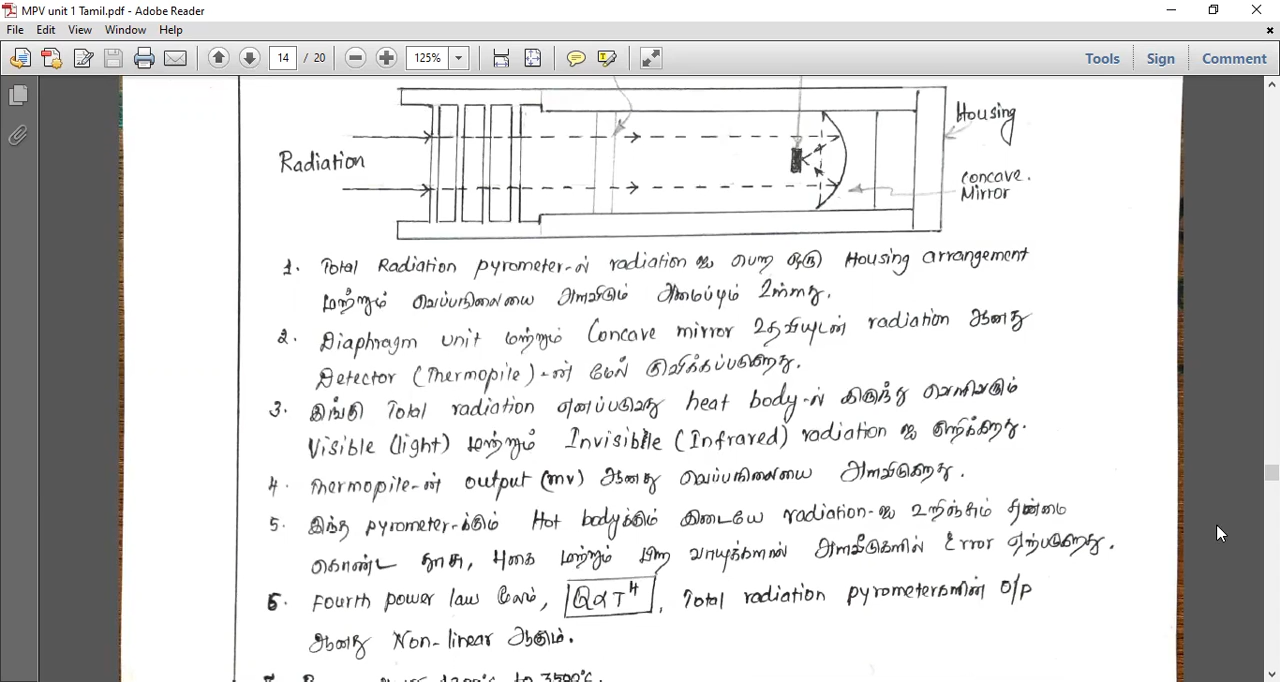 MPV unit 1 Tamil.pdf - Adobe Reader
File Edit View Window Help
14 / 20 125% Tools Sign Comment
Housing
Radiation
Concave.
Mirror
1. Total Radiation pyrometer-ல் radiation ஐ பெற ஒரு Housing arrangement
மற்றும் வெப்பநிலையை அளவிடும் அமைப்பும் உள்ளது.
2. Diaphragm unit மற்றும் Concave mirror உதவியுடன் radiation ஆனது
Detector (Thermopile)-ன் மேல் குவிக்கப்படுகிறது.
3. இங்கு Total radiation எனப்படுவது heat body-ல் இருந்து வெளிவரும்
Visible (light) மற்றும் Invisible (Infrared) radiation ஐ குறிக்கிறது.
4. Thermopile-ன் output (mv) ஆனது வெப்பநிலையை அளவிடுகிறது.
5. இந்த pyrometer-க்கும் Hot bodyக்கும் இடையே radiation-ஐ உறிஞ்சும் தன்மை
கொண்ட தூசு, புகை மற்றும் பிற வாயுக்களால் அளவீடுகளில் Error ஏற்படுகிறது.
6. Fourth power law மூலம், Q∝T⁴, Total radiation pyrometerகளின் o/p
ஆனது Non-linear ஆகும்.
to 3500°C.